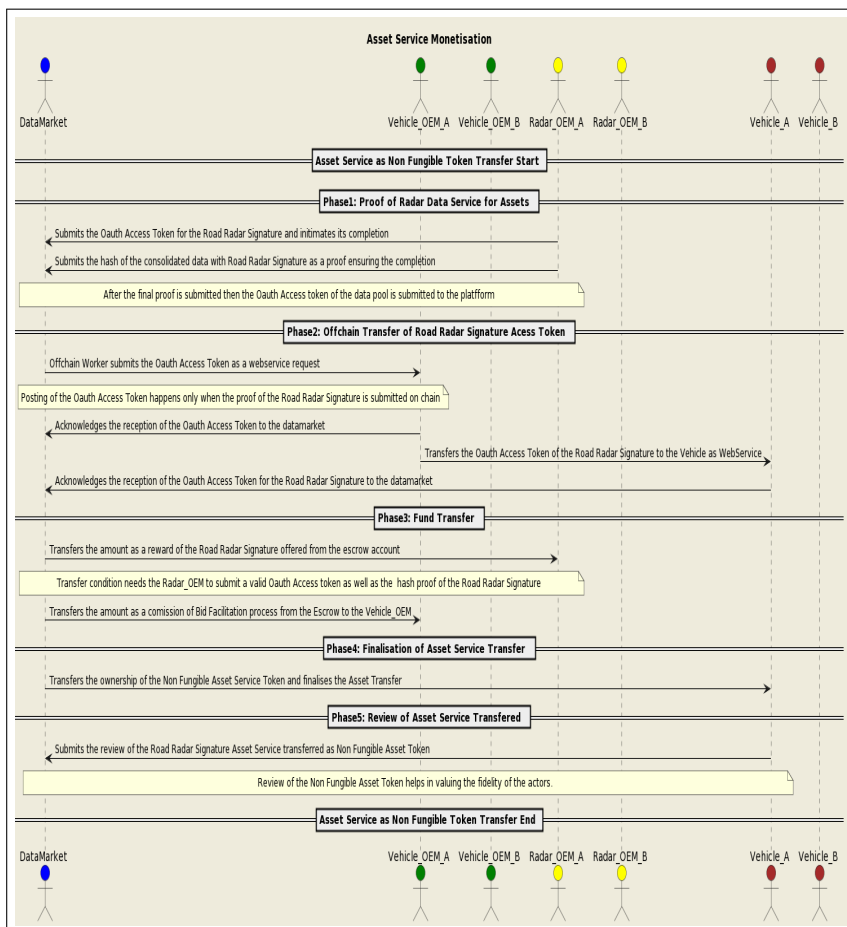 Asset Service Monetisation
DataMarket
Vehicle_OEM_A
Vehicle_OEM_B
Radar_OEM_A
Radar_OEM_B
Vehicle_A
Vehicle_B
Asset Service as Non Fungible Token Transfer Start
Phase1: Proof of Radar Data Service for Assets
Submits the Oauth Access Token for the Road Radar Signature and initimates its completion
Submits the hash of the consolidated data with Road Radar Signature as a proof ensuring the completion
After the final proof is submitted then the Oauth Access token of the data pool is submitted to the platfform
Phase2: Offchain Transfer of Road Radar Signature Acess Token
Offchain Worker submits the Oauth Access Token as a webservice request
Posting of the Oauth Access Token happens only when the proof of the Road Radar Signature is submitted on chain
Acknowledges the reception of the Oauth Access Token to the datamarket
Transfers the Oauth Access Token of the Road Radar Signature to the Vehicle as WebService
Acknowledges the reception of the Oauth Access Token for the Road Radar Signature to the datamarket
Phase3: Fund Transfer
Transfers the amount as a reward of the Road Radar Signature offered from the escrow account
Transfer condition needs the Radar_OEM to submit a valid Oauth Access token as well as the hash proof of the Road Radar Signature
Transfers the amount as a comission of Bid Facilitation process from the Escrow to the Vehicle_OEM
Phase4: Finalisation of Asset Service Transfer
Transfers the ownership of the Non Fungible Asset Service Token and finalises the Asset Transfer
Phase5: Review of Asset Service Transfered
Submits the review of the Road Radar Signature Asset Service transferred as Non Fungible Asset Token
Review of the Non Fungible Asset Token helps in valuing the fidelity of the actors.
Asset Service as Non Fungible Token Transfer End
DataMarket
Vehicle_OEM_A
Vehicle_OEM_B
Radar_OEM_A
Radar_OEM_B
Vehicle_A
Vehicle_B